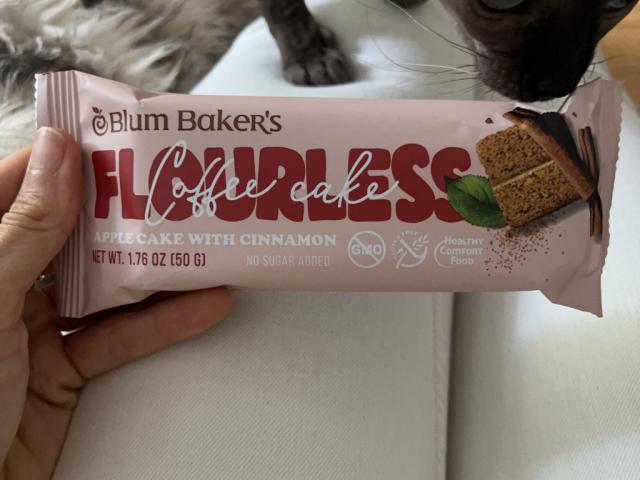 Blum Baker's
FLOURLESS
Coffee cake
APPLE CAKE WITH CINNAMON
NET WT. 1.76 OZ (50 G)
NO SUGAR ADDED
GMO
Healthy
Comfort
Food